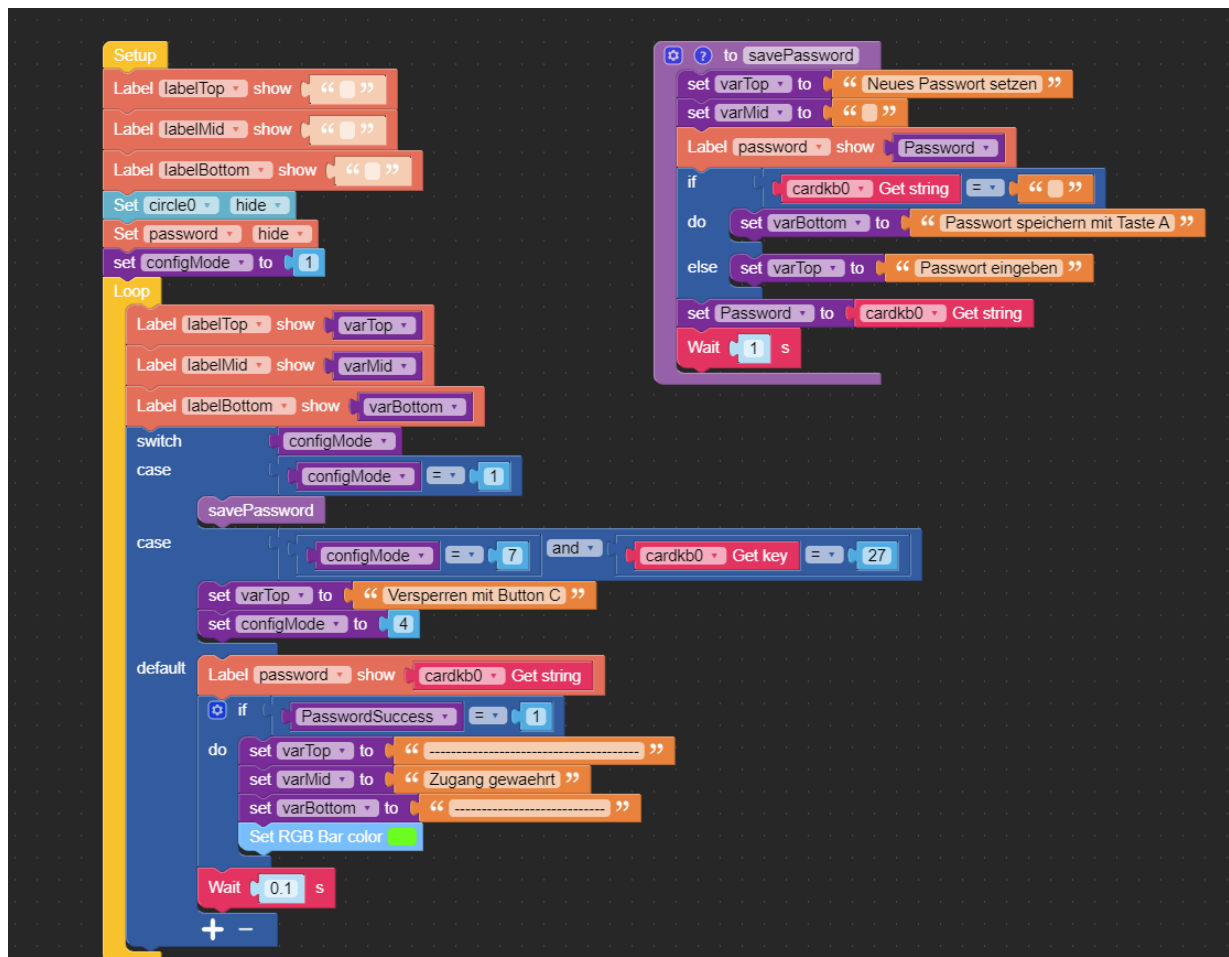 Setup
Label labelTop show “ ”
Label labelMid show “ ”
Label labelBottom show “ ”
Set circle0 hide
Set password hide
set configMode to 1
Loop
Label labelTop show varTop
Label labelMid show varMid
Label labelBottom show varBottom
switch configMode
case configMode = 1
savePassword
case configMode = 7 and cardkb0 Get key = 27
set varTop to “ Versperren mit Button C ”
set configMode to 4
default Label password show cardkb0 Get string
if PasswordSuccess = 1
do set varTop to “ --------------------------------------- ”
set varMid to “ Zugang gewaehrt ”
set varBottom to “ ---------------------------- ”
Set RGB Bar color
Wait 0.1 s
+ −
? to savePassword
set varTop to “ Neues Passwort setzen ”
set varMid to “ ”
Label password show Password
if cardkb0 Get string = “ ”
do set varBottom to “ Passwort speichern mit Taste A ”
else set varTop to “ Passwort eingeben ”
set Password to cardkb0 Get string
Wait 1 s